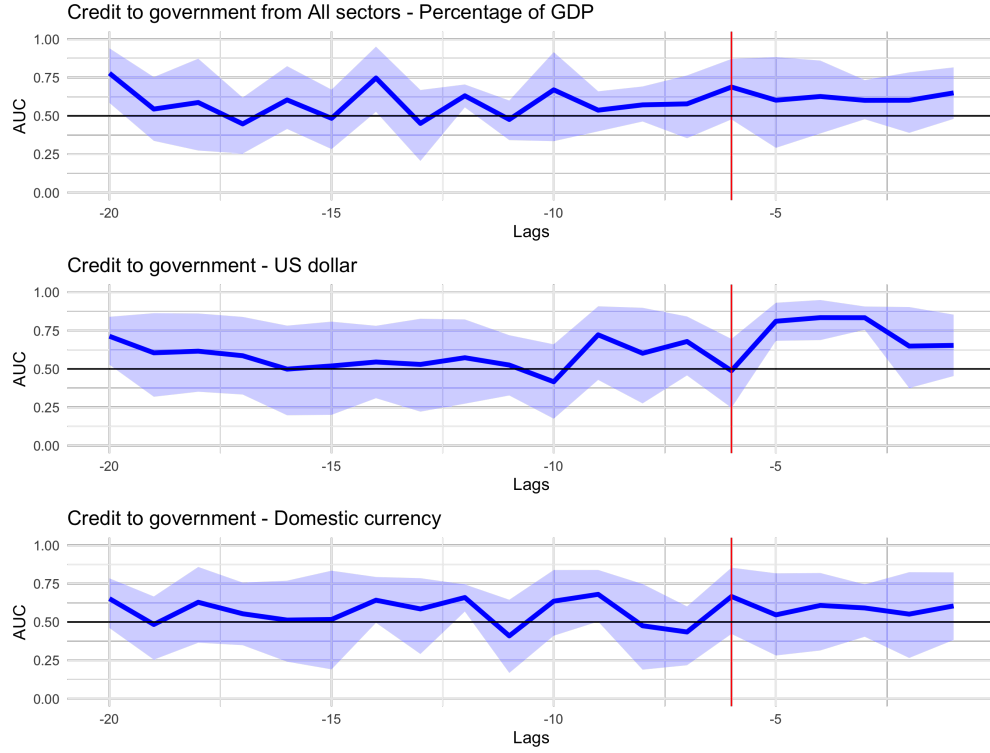 Credit to government from All sectors - Percentage of GDP
1.00
0.75
0.50
0.25
0.00
AUC
-20 -15 -10 -5
Lags
Credit to government - US dollar
1.00
0.75
0.50
0.25
0.00
AUC
-20 -15 -10 -5
Lags
Credit to government - Domestic currency
1.00
0.75
0.50
0.25
0.00
AUC
-20 -15 -10 -5
Lags